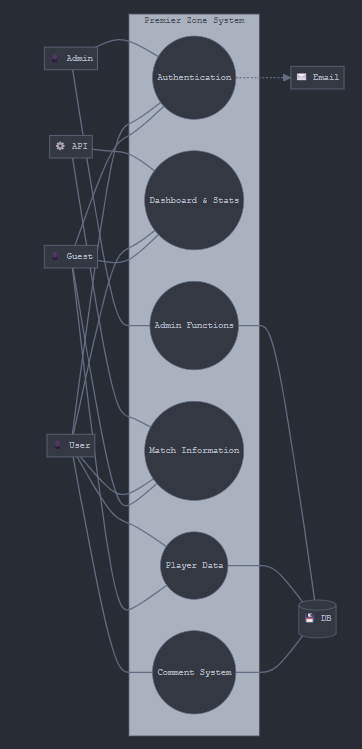 Premier Zone System
Admin
Authentication
Email
API
Dashboard & Stats
Guest
Admin Functions
User
Match Information
Player Data
DB
Comment System